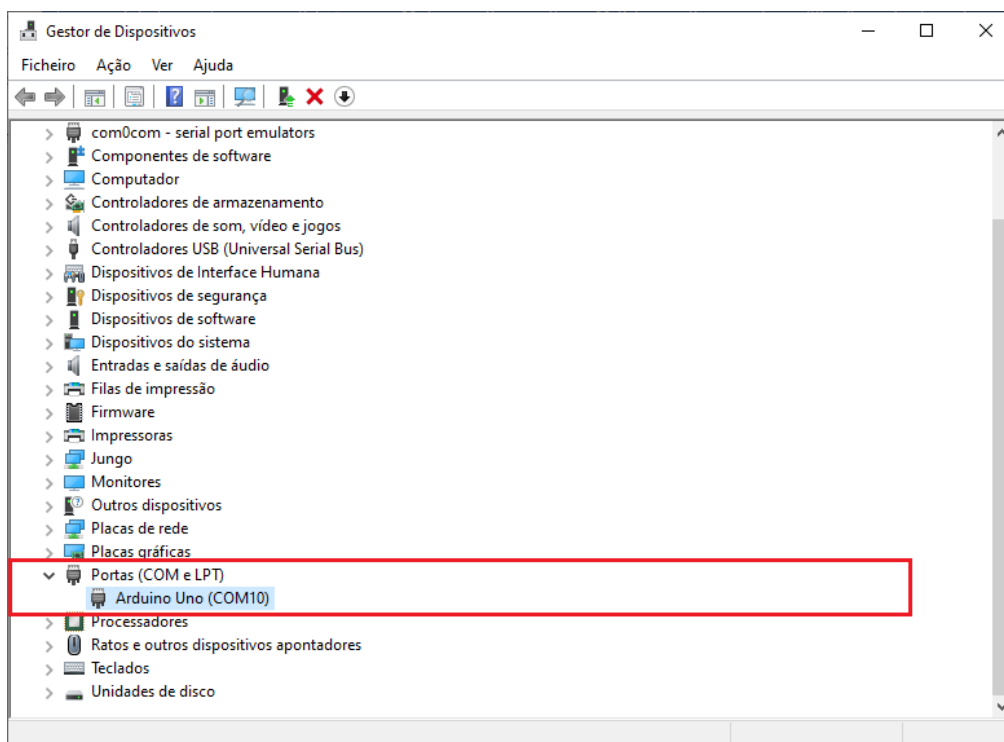 Gestor de Dispositivos
Ficheiro Ação Ver Ajuda
com0com - serial port emulators
Componentes de software
Computador
Controladores de armazenamento
Controladores de som, vídeo e jogos
Controladores USB (Universal Serial Bus)
Dispositivos de Interface Humana
Dispositivos de segurança
Dispositivos de software
Dispositivos do sistema
Entradas e saídas de áudio
Filas de impressão
Firmware
Impressoras
Jungo
Monitores
Outros dispositivos
Placas de rede
Placas gráficas
Portas (COM e LPT)
Arduino Uno (COM10)
Processadores
Ratos e outros dispositivos apontadores
Teclados
Unidades de disco